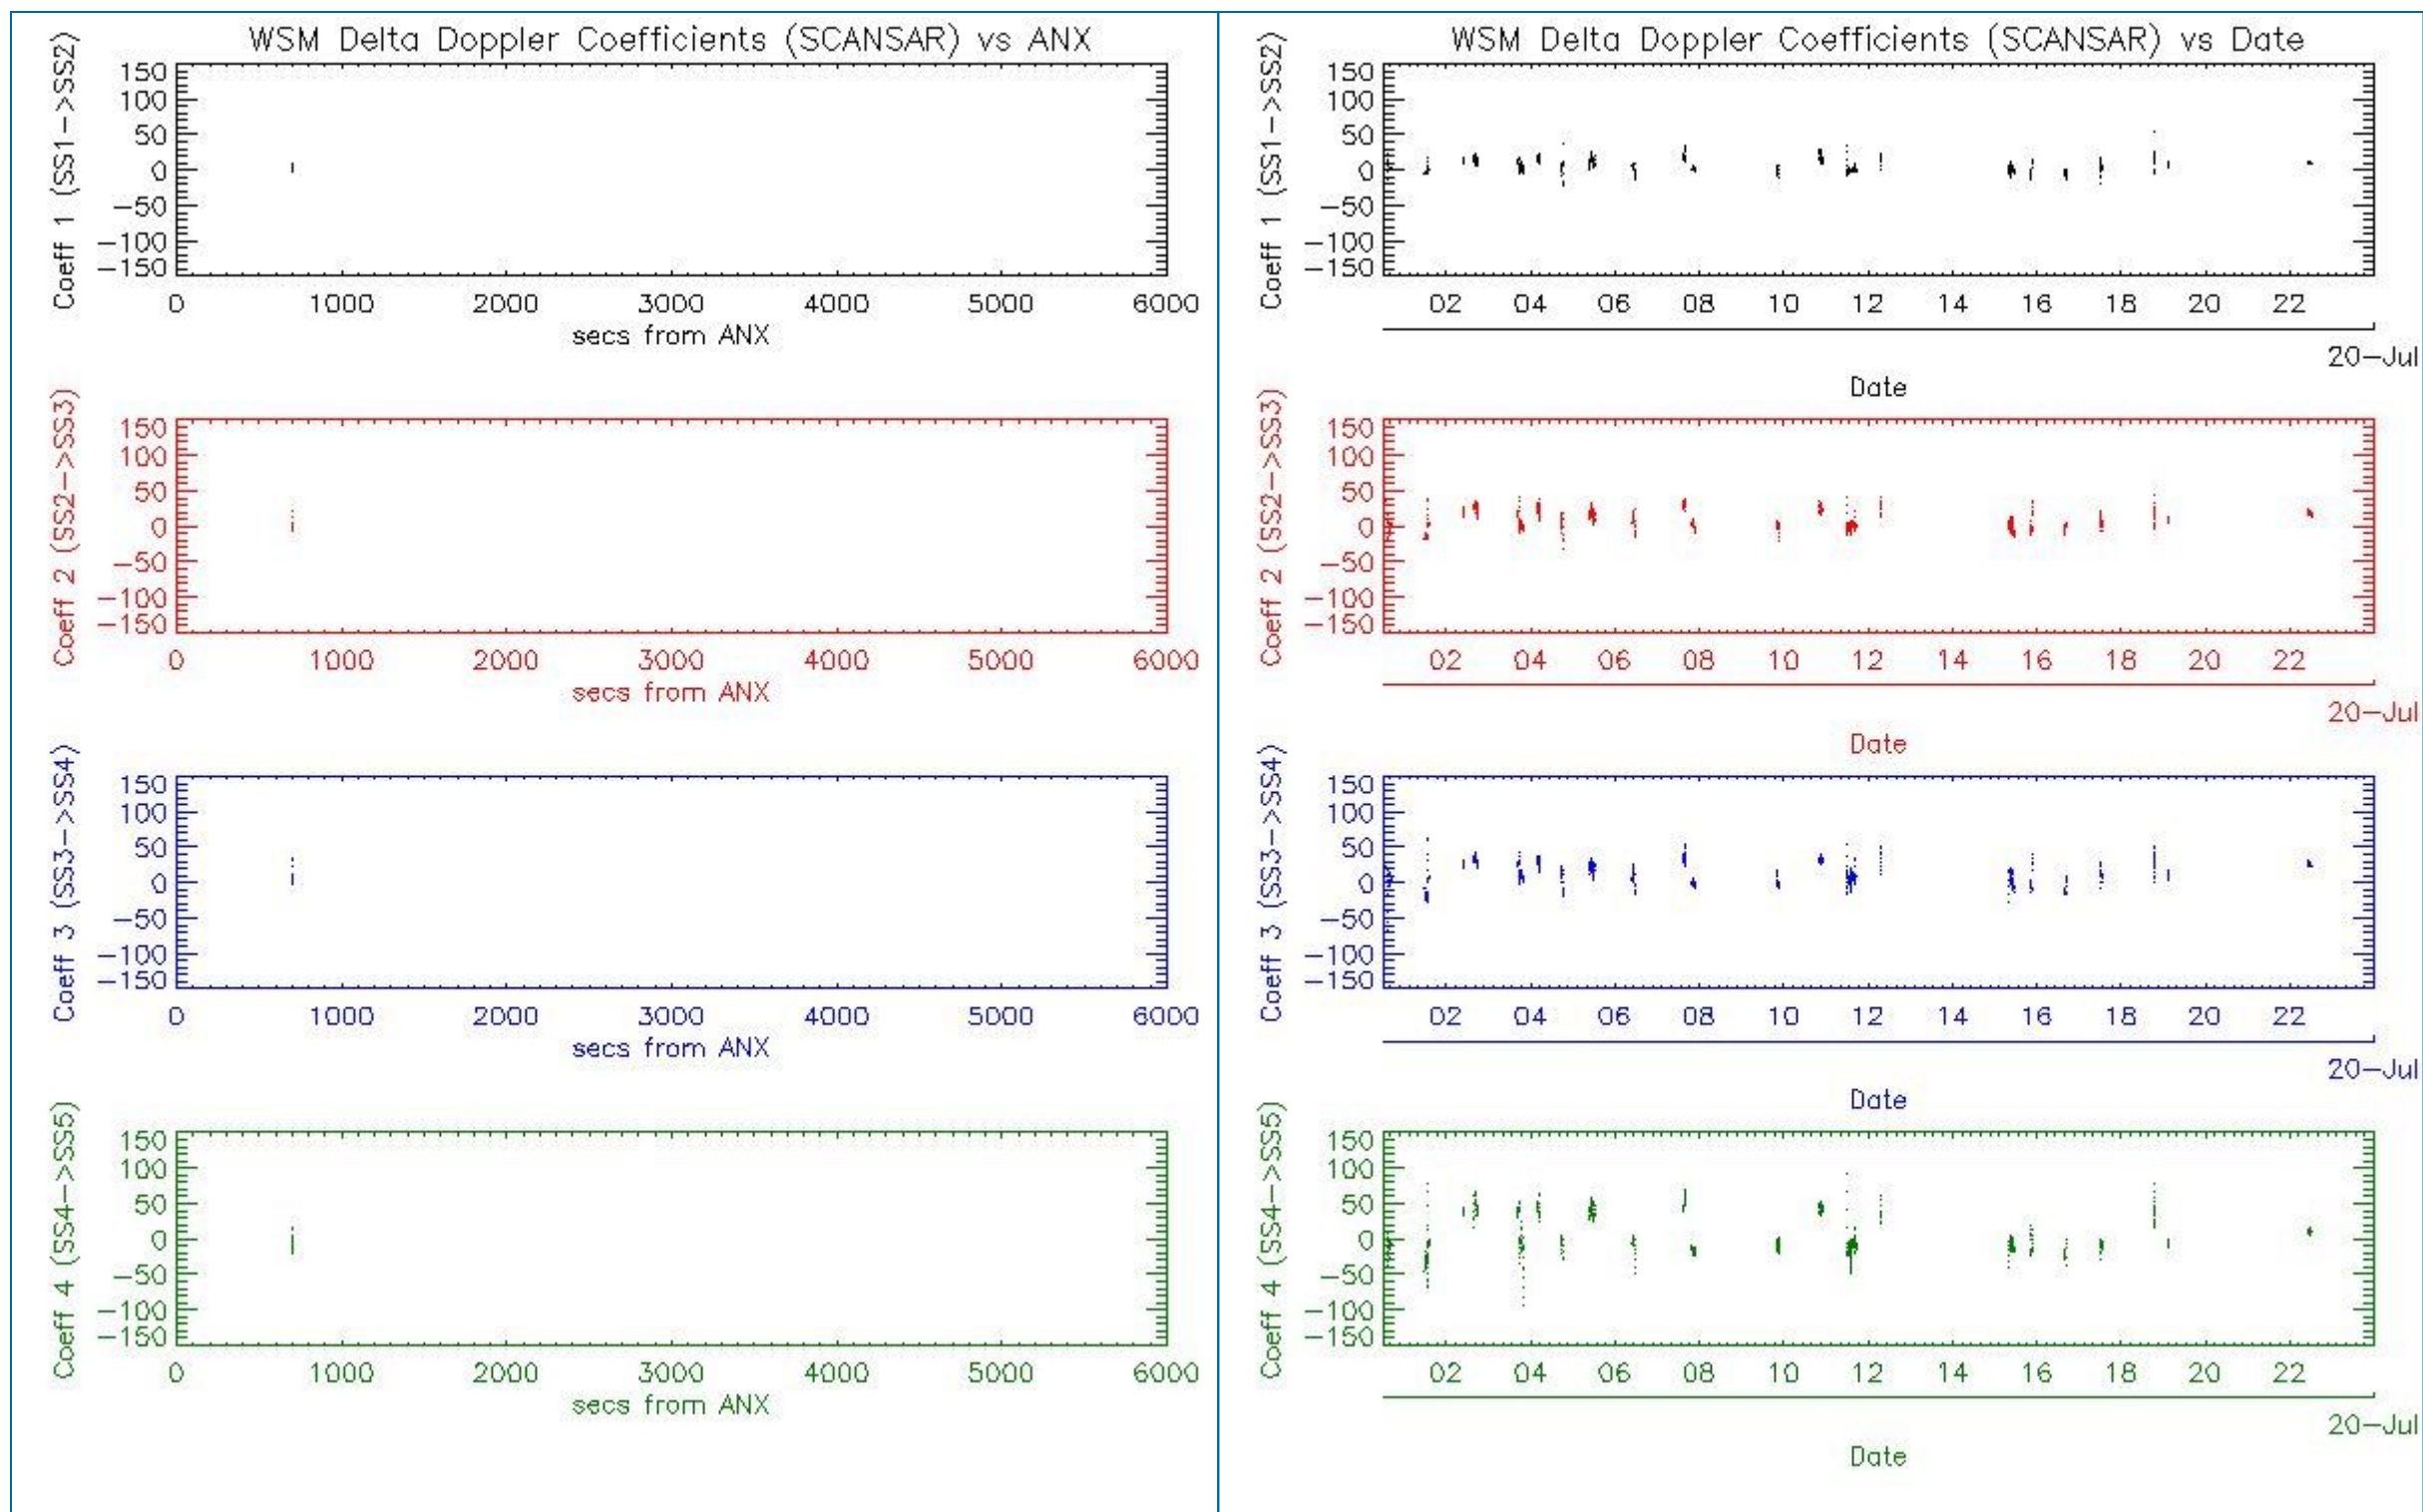 WSM Delta Doppler Coefficients (SCANSAR) vs ANX
Coeff 1 (SS1->SS2)
150
100
50
0
-50
-100
-150
0 1000 2000 3000 4000 5000 6000
secs from ANX
Coeff 2 (SS2->SS3)
150
100
50
0
-50
-100
-150
0 1000 2000 3000 4000 5000 6000
secs from ANX
Coeff 3 (SS3->SS4)
150
100
50
0
-50
-100
-150
0 1000 2000 3000 4000 5000 6000
secs from ANX
Coeff 4 (SS4->SS5)
150
100
50
0
-50
-100
-150
0 1000 2000 3000 4000 5000 6000
secs from ANX
WSM Delta Doppler Coefficients (SCANSAR) vs Date
Coeff 1 (SS1->SS2)
150
100
50
0
-50
-100
-150
02 04 06 08 10 12 14 16 18 20 22
20-Jul
Date
Coeff 2 (SS2->SS3)
150
100
50
0
-50
-100
-150
02 04 06 08 10 12 14 16 18 20 22
20-Jul
Date
Coeff 3 (SS3->SS4)
150
100
50
0
-50
-100
-150
02 04 06 08 10 12 14 16 18 20 22
20-Jul
Date
Coeff 4 (SS4->SS5)
150
100
50
0
-50
-100
-150
02 04 06 08 10 12 14 16 18 20 22
20-Jul
Date